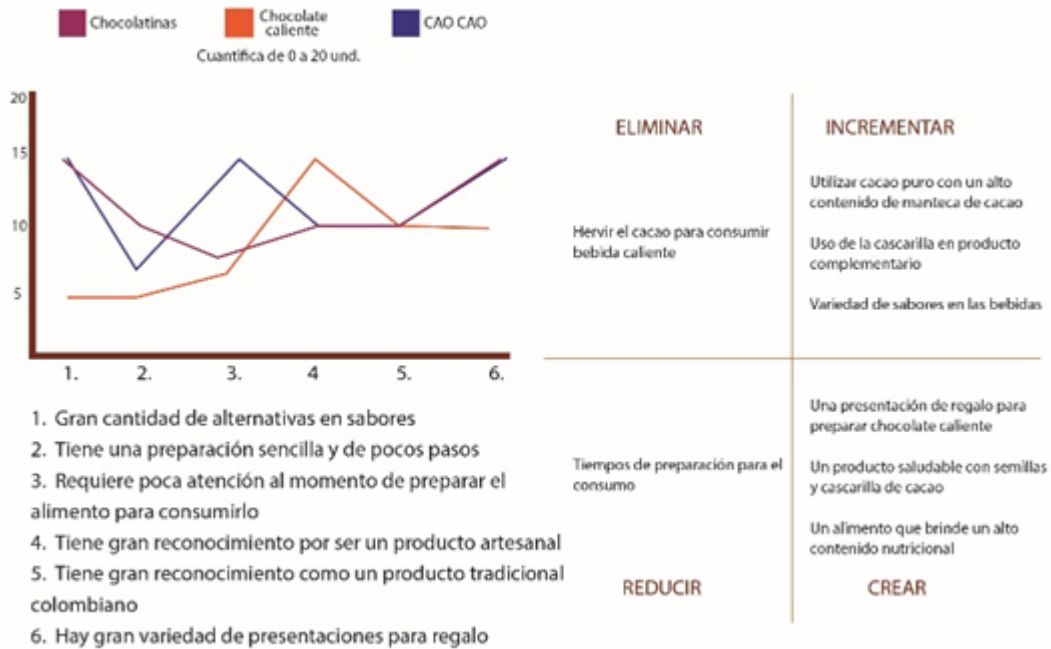 Chocolatinas
Chocolate
caliente
CAO CAO
Cuantifica de 0 a 20 und.
20
15
10
5
1.
2.
3.
4
5.
6.
1. Gran cantidad de alternativas en sabores
2. Tiene una preparación sencilla y de pocos pasos
3. Requiere poca atención al momento de preparar el
alimento para consumirlo
4. Tiene gran reconocimiento por ser un producto artesanal
5. Tiene gran reconocimiento como un producto tradicional
colombiano
6. Hay gran variedad de presentaciones para regalo
ELIMINAR
Hervir el cacao para consumir
bebida caliente
INCREMENTAR
Utilizar cacao puro con un alto
contenido de manteca de cacao
Uso de la cascarilla en producto
complementario
Variedad de sabores en las bebidas
Tiempos de preparación para el
consumo
REDUCIR
Una presentación de regalo para
preparar chocolate caliente
Un producto saludable con semillas
y cascarilla de cacao
Un alimento que brinde un alto
contenido nutricional
CREAR